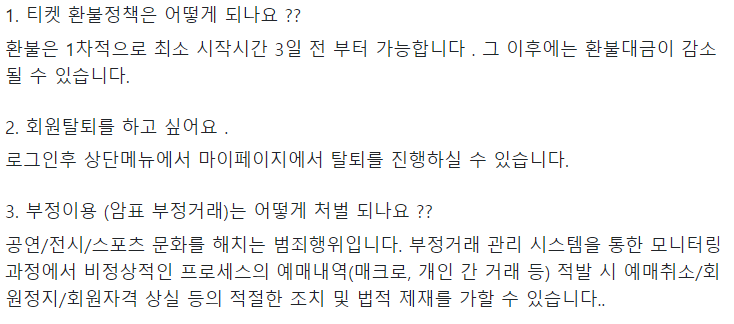 1. 티켓 환불정책은 어떻게 되나요 ??
환불은 1차적으로 최소 시작시간 3일 전 부터 가능합니다 . 그 이후에는 환불대금이 감소
될 수 있습니다.
2. 회원탈퇴를 하고 싶어요 .
로그인후 상단메뉴에서 마이페이지에서 탈퇴를 진행하실 수 있습니다.
3. 부정이용 (암표 부정거래)는 어떻게 처벌 되나요 ??
공연/전시/스포츠 문화를 해치는 범죄행위입니다. 부정거래 관리 시스템을 통한 모니터링
과정에서 비정상적인 프로세스의 예매내역(매크로, 개인 간 거래 등) 적발 시 예매취소/회
원정지/회원자격 상실 등의 적절한 조치 및 법적 제재를 가할 수 있습니다..